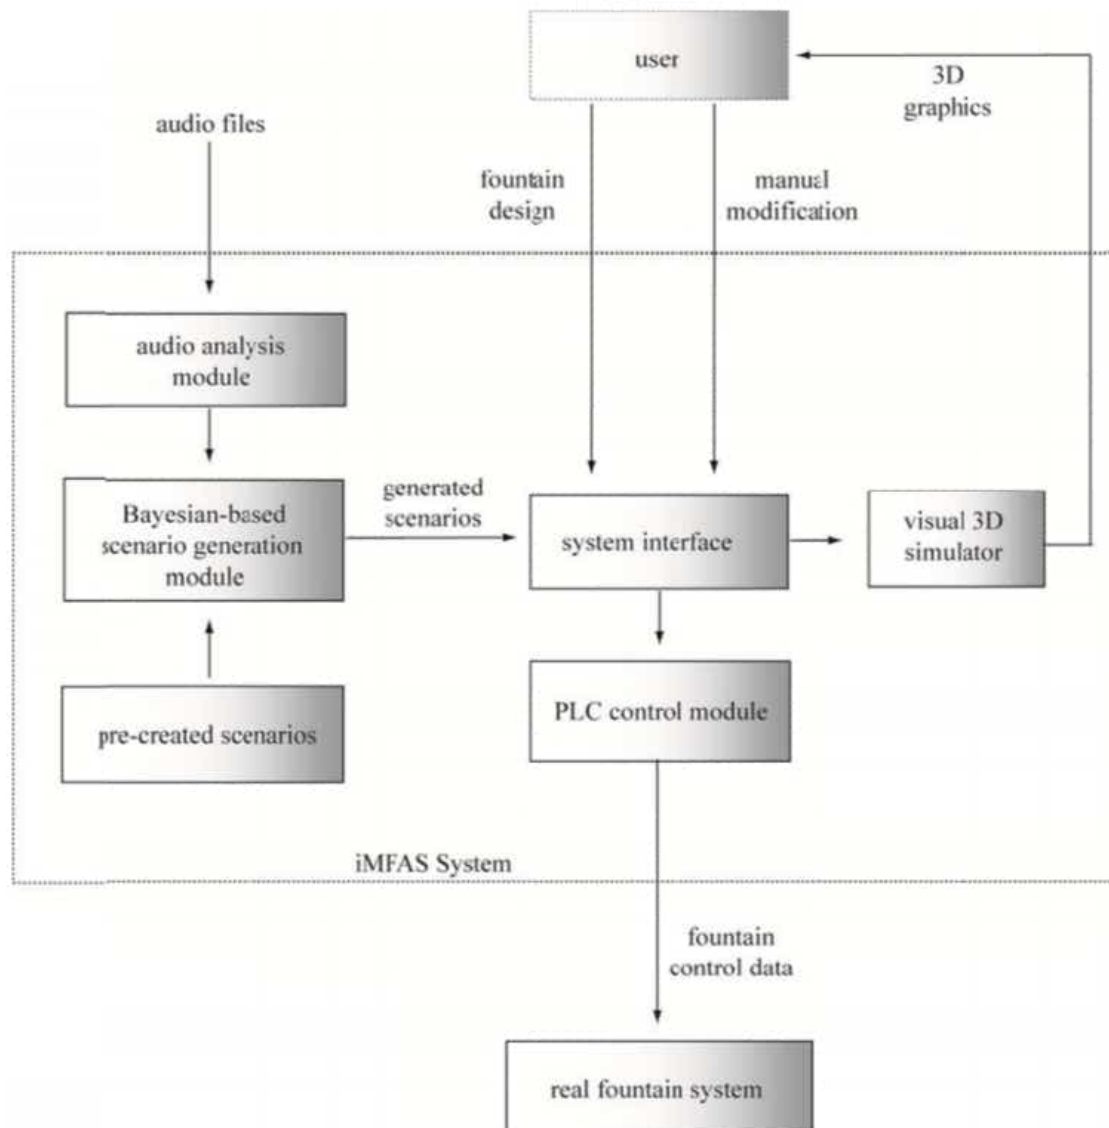 user
3D
graphics
audio files
fountain
design
manual
modification
audio analysis
module
Bayesian-based
scenario generation
module
generated
scenarios
system interface
visual 3D
simulator
pre-created scenarios
PLC control module
iMFAS System
fountain
control data
real fountain system